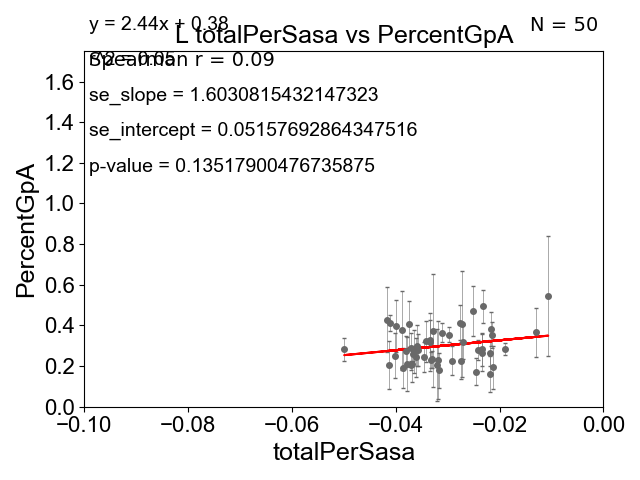 y = 2.44x + 0.38
N = 50
L totalPerSasa vs PercentGpA
Spearman r = 0.09
se_slope = 1.6030815432147323
se_intercept = 0.05157692864347516
p-value = 0.13517900476735875
PercentGpA
1.6
1.4
1.2
1.0
0.8
0.6
0.4
0.2
0.0
−0.10 −0.08 −0.06 −0.04 −0.02 0.00
totalPerSasa